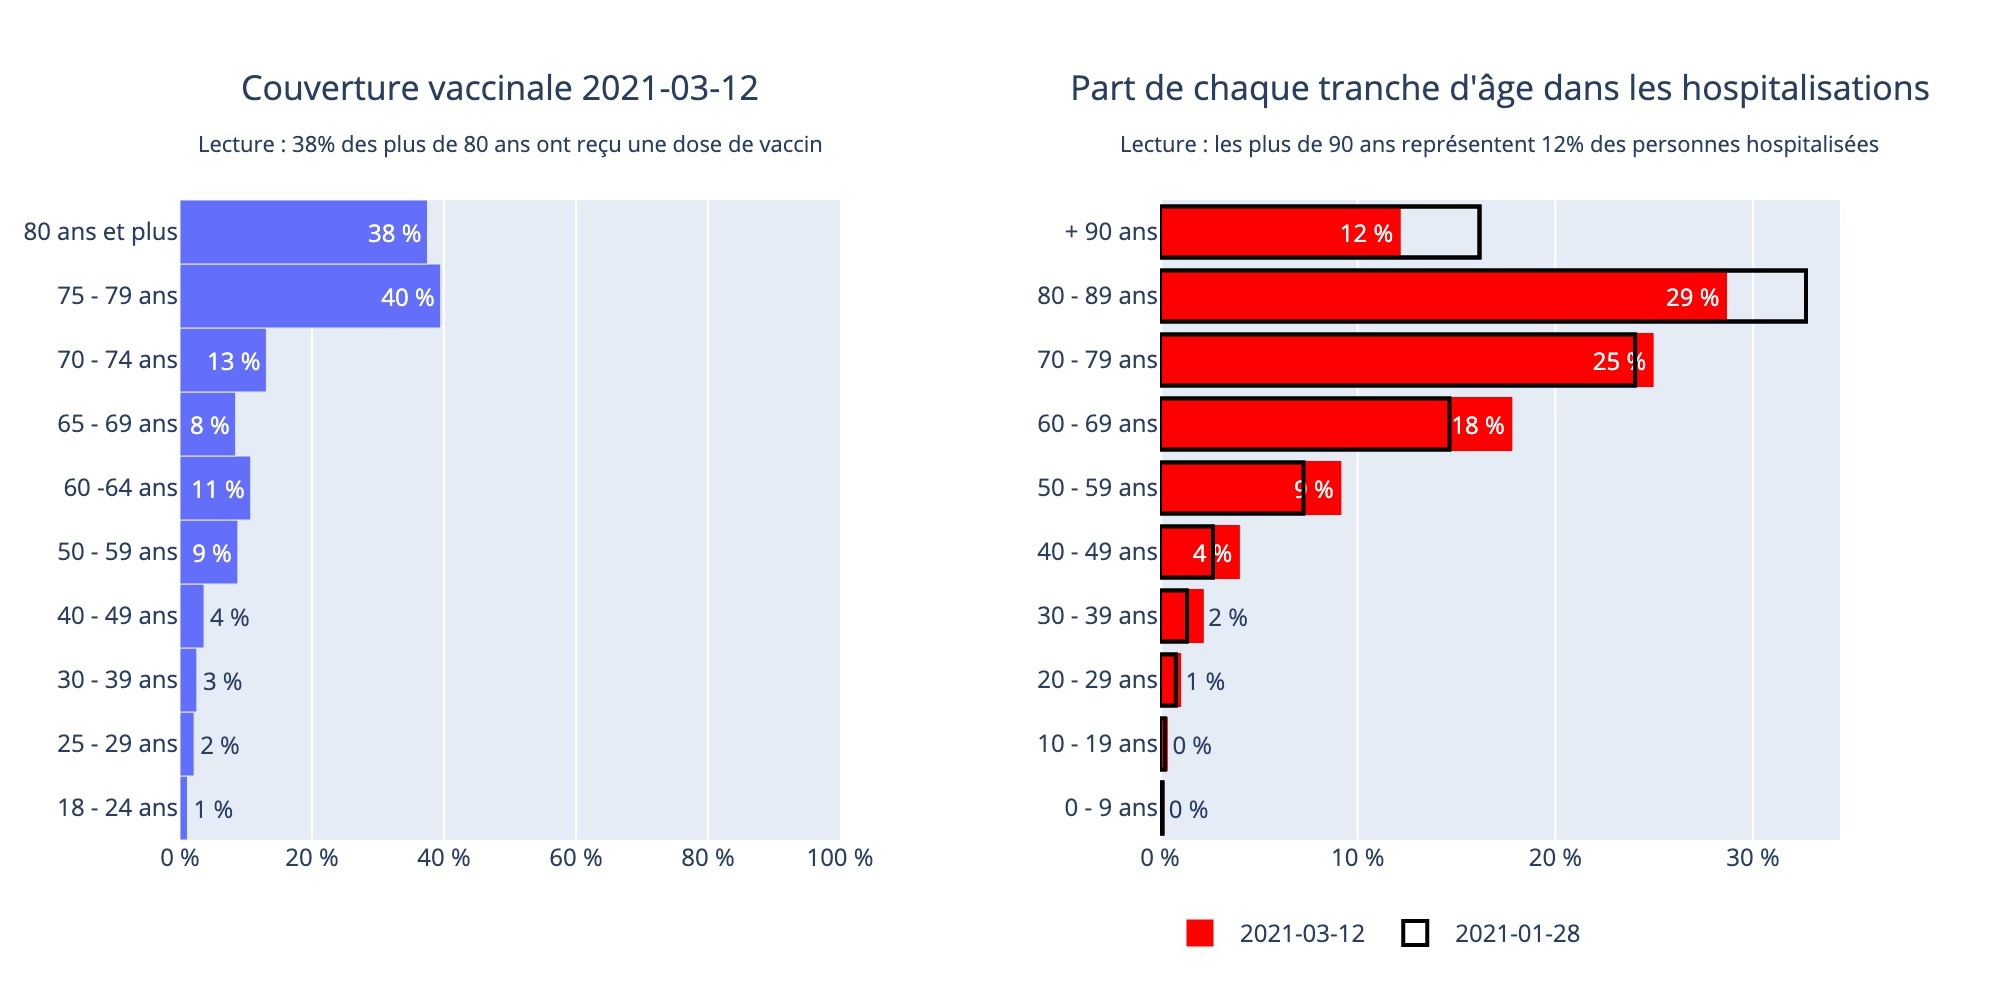 Couverture vaccinale 2021-03-12
Lecture : 38% des plus de 80 ans ont reçu une dose de vaccin
80 ans et plus 38 %
75 - 79 ans 40 %
70 - 74 ans 13 %
65 - 69 ans 8 %
60 -64 ans 11 %
50 - 59 ans 9 %
40 - 49 ans 4 %
30 - 39 ans 3 %
25 - 29 ans 2 %
18 - 24 ans 1 %
0 % 20 % 40 % 60 % 80 % 100 %
Part de chaque tranche d'âge dans les hospitalisations
Lecture : les plus de 90 ans représentent 12% des personnes hospitalisées
+ 90 ans 12 %
80 - 89 ans 29 %
70 - 79 ans 25 %
60 - 69 ans 18 %
50 - 59 ans 9 %
40 - 49 ans 4 %
30 - 39 ans 2 %
20 - 29 ans 1 %
10 - 19 ans 0 %
0 - 9 ans 0 %
0 % 10 % 20 % 30 %
2021-03-12 2021-01-28